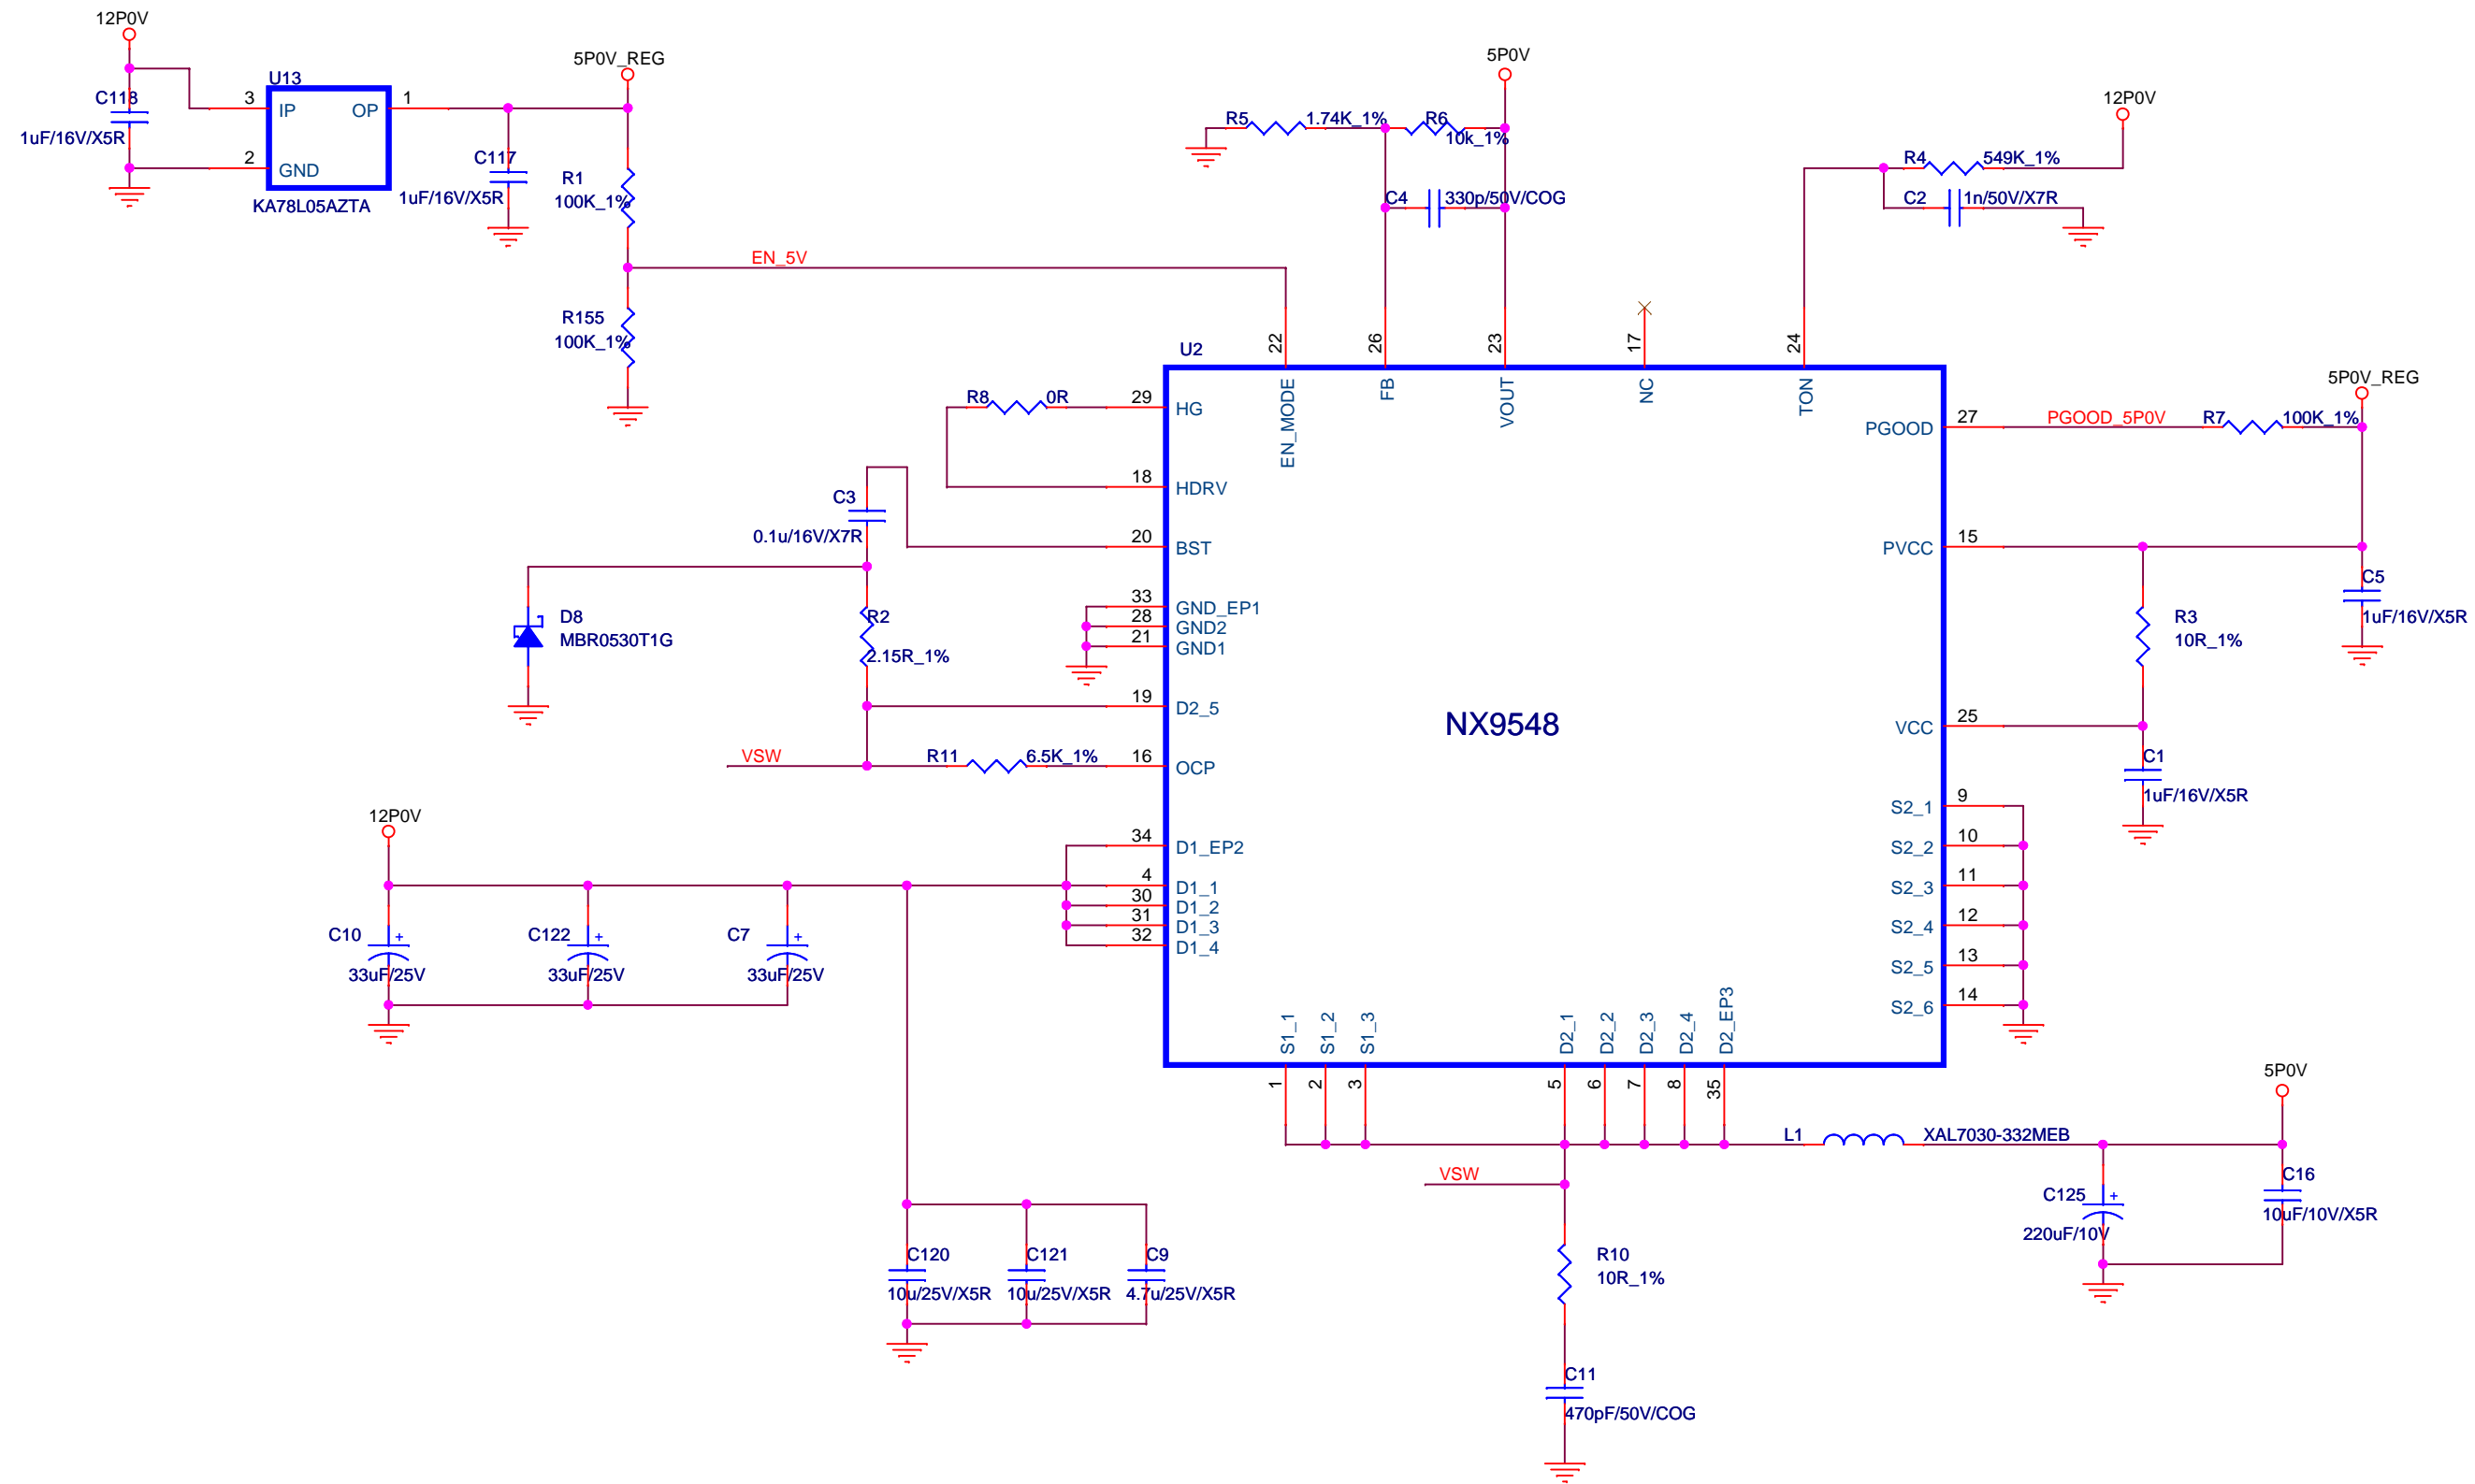 12P0V
C118
1uF/16V/X5R
U13
3
IP
OP
1
2
GND
KA78L05AZTA
5P0V_REG
C117
1uF/16V/X5R
R1
100K_1%
EN_5V
R155
100K_1%
5P0V
R5
1.74K_1%
R6
10k_1%
C4
330p/50V/COG
12P0V
R4
549K_1%
C2
1n/50V/X7R
U2
22
EN_MODE
26
FB
23
VOUT
17
NC
24
TON
R8
0R
29
HG
18
HDRV
C3
0.1u/16V/X7R
20
BST
D8
MBR0530T1G
R2
2.15R_1%
33
GND_EP1
28
GND2
21
GND1
19
D2_5
VSW
R11
6.5K_1%
16
OCP
NX9548
5P0V_REG
PGOOD
27
PGOOD_5P0V
R7
100K_1%
PVCC
15
C5
1uF/16V/X5R
R3
10R_1%
VCC
25
C1
1uF/16V/X5R
12P0V
34
D1_EP2
4
D1_1
30
D1_2
31
D1_3
32
D1_4
C10
33uF/25V
C122
33uF/25V
C7
33uF/25V
S2_1
9
S2_2
10
S2_3
11
S2_4
12
S2_5
13
S2_6
14
S1_1
1
S1_2
2
S1_3
3
D2_1
5
D2_2
6
D2_3
7
D2_4
8
D2_EP3
35
5P0V
L1
XAL7030-332MEB
VSW
C125
220uF/10V
C16
10uF/10V/X5R
C120
10u/25V/X5R
C121
10u/25V/X5R
C9
4.7u/25V/X5R
R10
10R_1%
C11
470pF/50V/COG